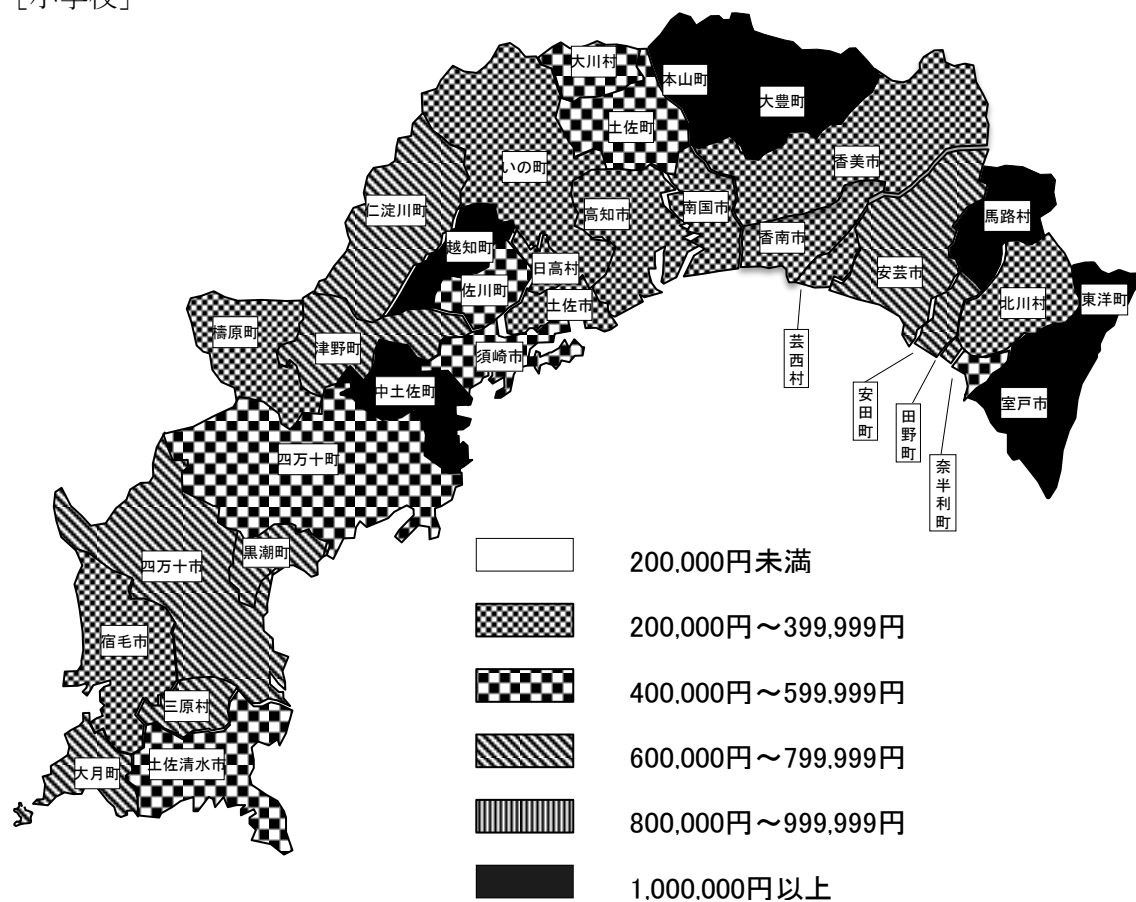 [小学校]
大川村
本山町
大豊町
土佐町
いの町
香美市
仁淀川町
高知市
南国市
馬路村
越知町
香南市
日高村
安芸市
佐川町
北川村
東洋町
土佐市
檮原町
津野町
須崎市
芸西村
中土佐町
安田町
田野町
室戸市
奈半利町
四万十町
黒潮町
四万十市
宿毛市
三原村
大月町
土佐清水市
200,000円未満
200,000円～399,999円
400,000円～599,999円
600,000円～799,999円
800,000円～999,999円
1,000,000円以上